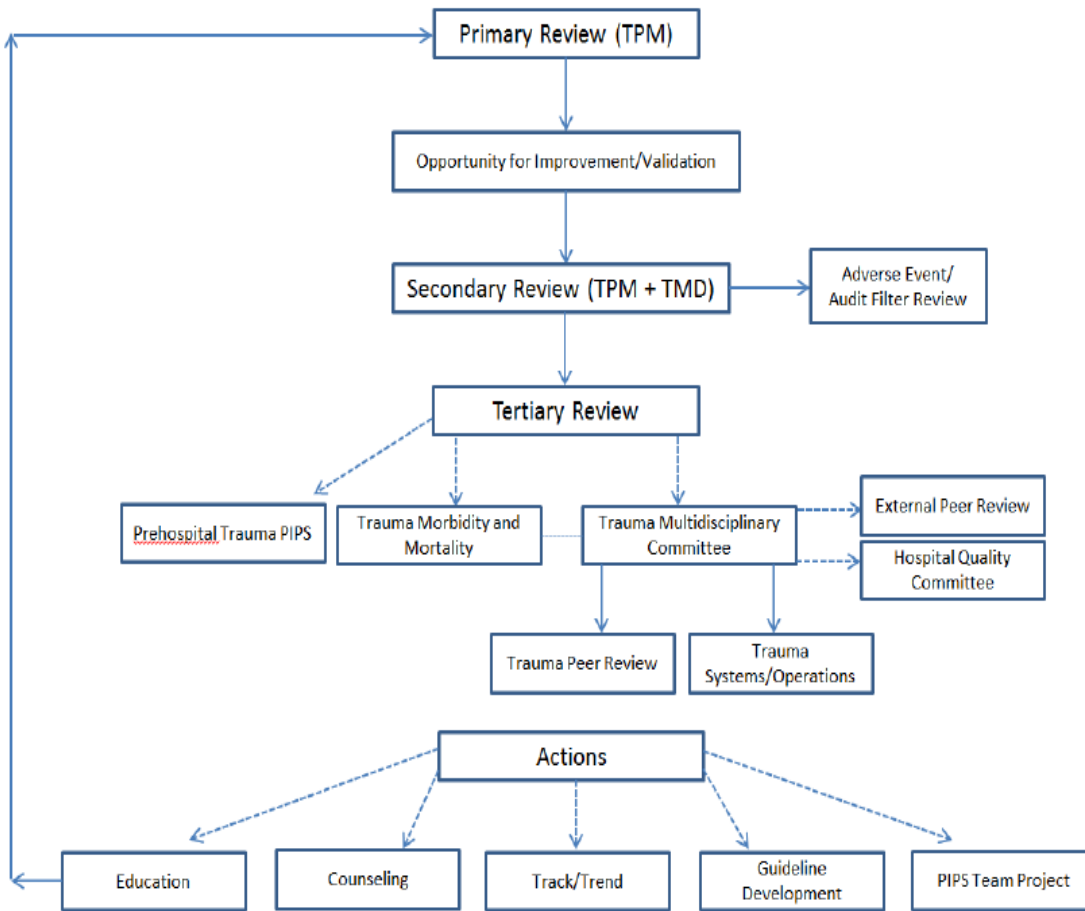 Primary Review (TPM)
Opportunity for Improvement/Validation
Secondary Review (TPM + TMD)
Adverse Event/
Audit Filter Review
Tertiary Review
Prehospital Trauma PIPS
Trauma Morbidity and
Mortality
Trauma Multidisciplinary
Committee
External Peer Review
Hospital Quality
Committee
Trauma Peer Review
Trauma
Systems/Operations
Actions
Education
Counseling
Track/Trend
Guideline
Development
PIPS Team Project